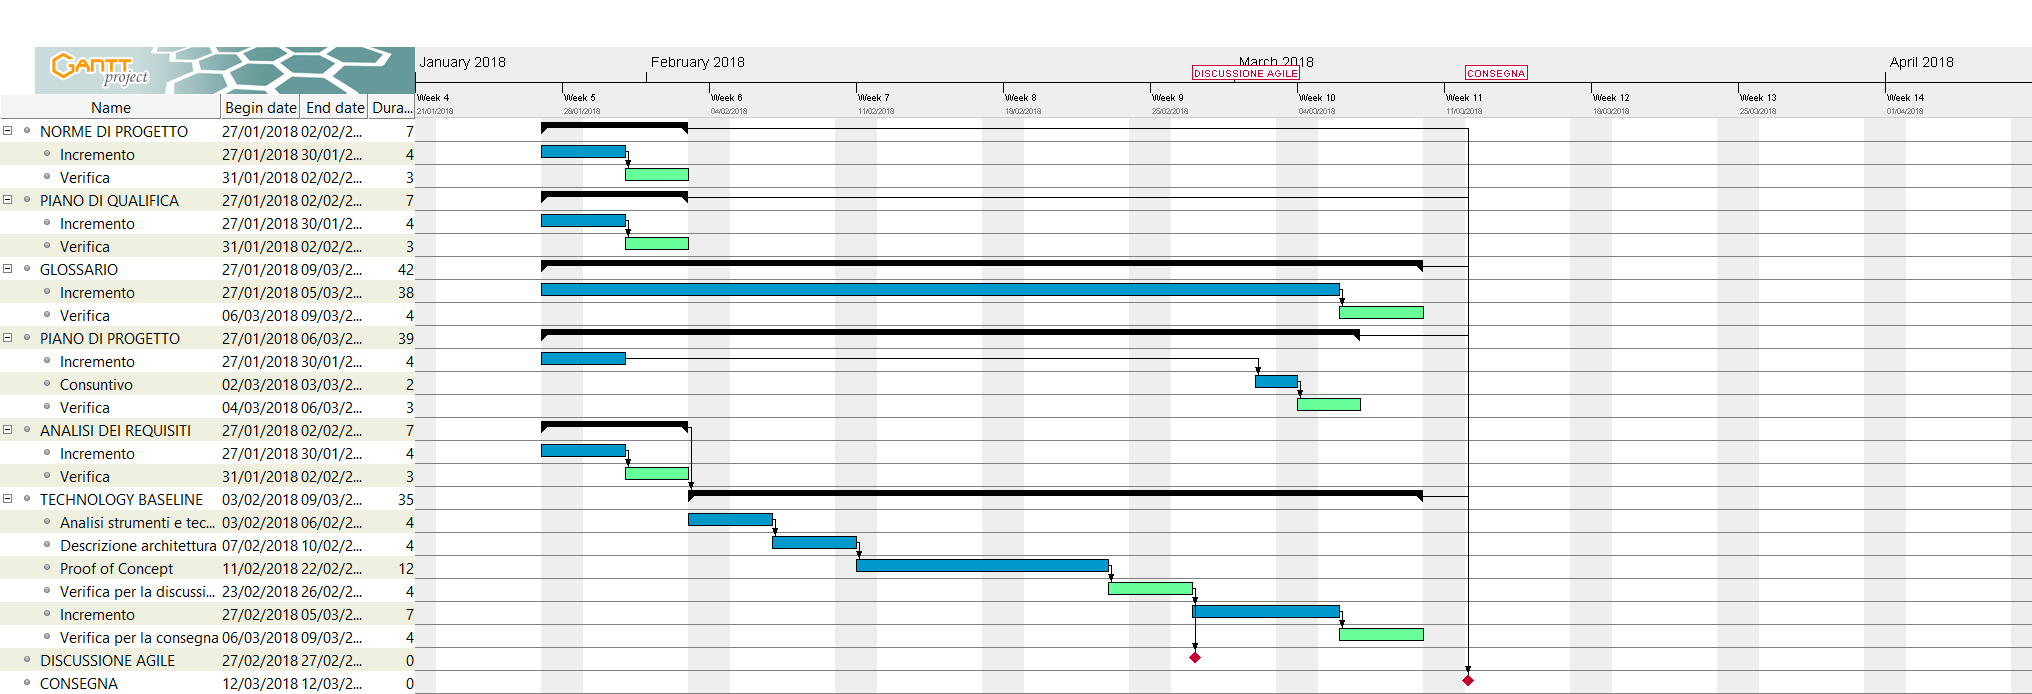 GANTT
project
January 2018 February 2018 March 2018 April 2018
DISCUSSIONE AGILE CONSEGNA
Week 4 Week 5 Week 6 Week 7 Week 8 Week 9 Week 10 Week 11 Week 12 Week 13 Week 14
21/01/2018 28/01/2018 04/02/2018 11/02/2018 18/02/2018 25/02/2018 04/03/2018 11/03/2018 18/03/2018 25/03/2018 01/04/2018
Name Begin date End date Dura...
NORME DI PROGETTO 27/01/2018 02/02/2... 7
Incremento 27/01/2018 30/01/2... 4
Verifica 31/01/2018 02/02/2... 3
PIANO DI QUALIFICA 27/01/2018 02/02/2... 7
Incremento 27/01/2018 30/01/2... 4
Verifica 31/01/2018 02/02/2... 3
GLOSSARIO 27/01/2018 09/03/2... 42
Incremento 27/01/2018 05/03/2... 38
Verifica 06/03/2018 09/03/2... 4
PIANO DI PROGETTO 27/01/2018 06/03/2... 39
Incremento 27/01/2018 30/01/2... 4
Consuntivo 02/03/2018 03/03/2... 2
Verifica 04/03/2018 06/03/2... 3
ANALISI DEI REQUISITI 27/01/2018 02/02/2... 7
Incremento 27/01/2018 30/01/2... 4
Verifica 31/01/2018 02/02/2... 3
TECHNOLOGY BASELINE 03/02/2018 09/03/2... 35
Analisi strumenti e tec... 03/02/2018 06/02/2... 4
Descrizione architettura 07/02/2018 10/02/2... 4
Proof of Concept 11/02/2018 22/02/2... 12
Verifica per la discussi... 23/02/2018 26/02/2... 4
Incremento 27/02/2018 05/03/2... 7
Verifica per la consegna 06/03/2018 09/03/2... 4
DISCUSSIONE AGILE 27/02/2018 27/02/2... 0
CONSEGNA 12/03/2018 12/03/2... 0